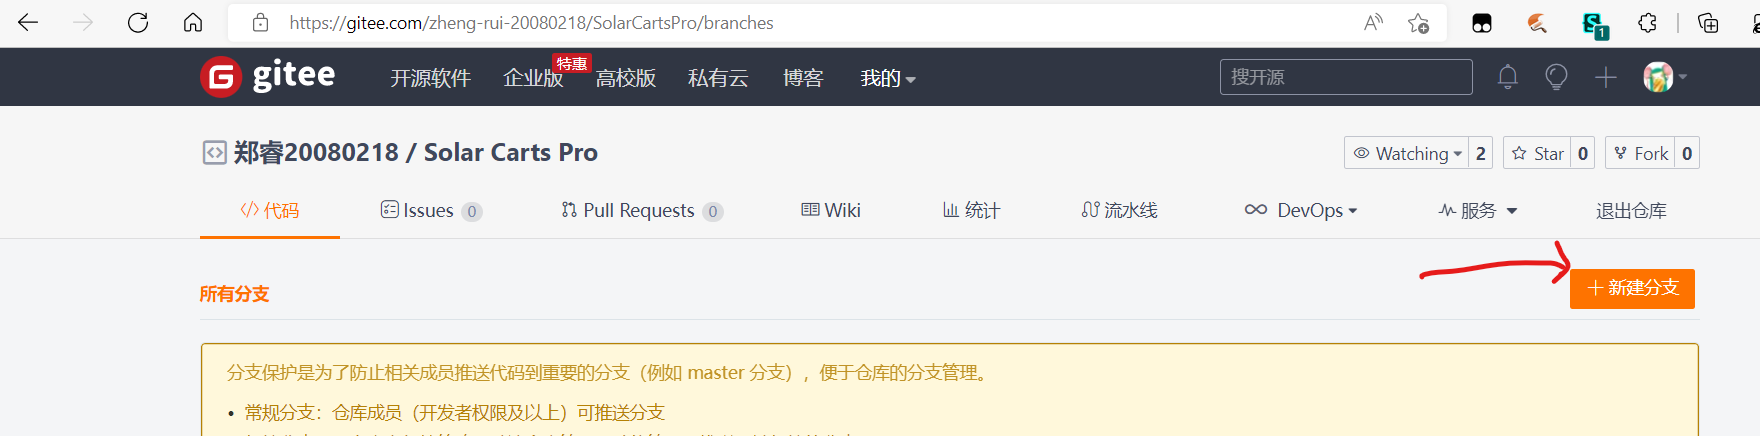 https://gitee.com/zheng-rui-20080218/SolarCartsPro/branches
1
gitee 开源软件 企业版 特惠 高校版 私有云 博客 我的 搜开源
郑睿20080218 / Solar Carts Pro Watching 2 Star 0 Fork 0
代码 Issues 0 Pull Requests 0 Wiki 统计 流水线 DevOps 服务 退出仓库
所有分支 新建分支
分支保护是为了防止相关成员推送代码到重要的分支（例如 master 分支），便于仓库的分支管理。
• 常规分支：仓库成员（开发者权限及以上）可推送分支